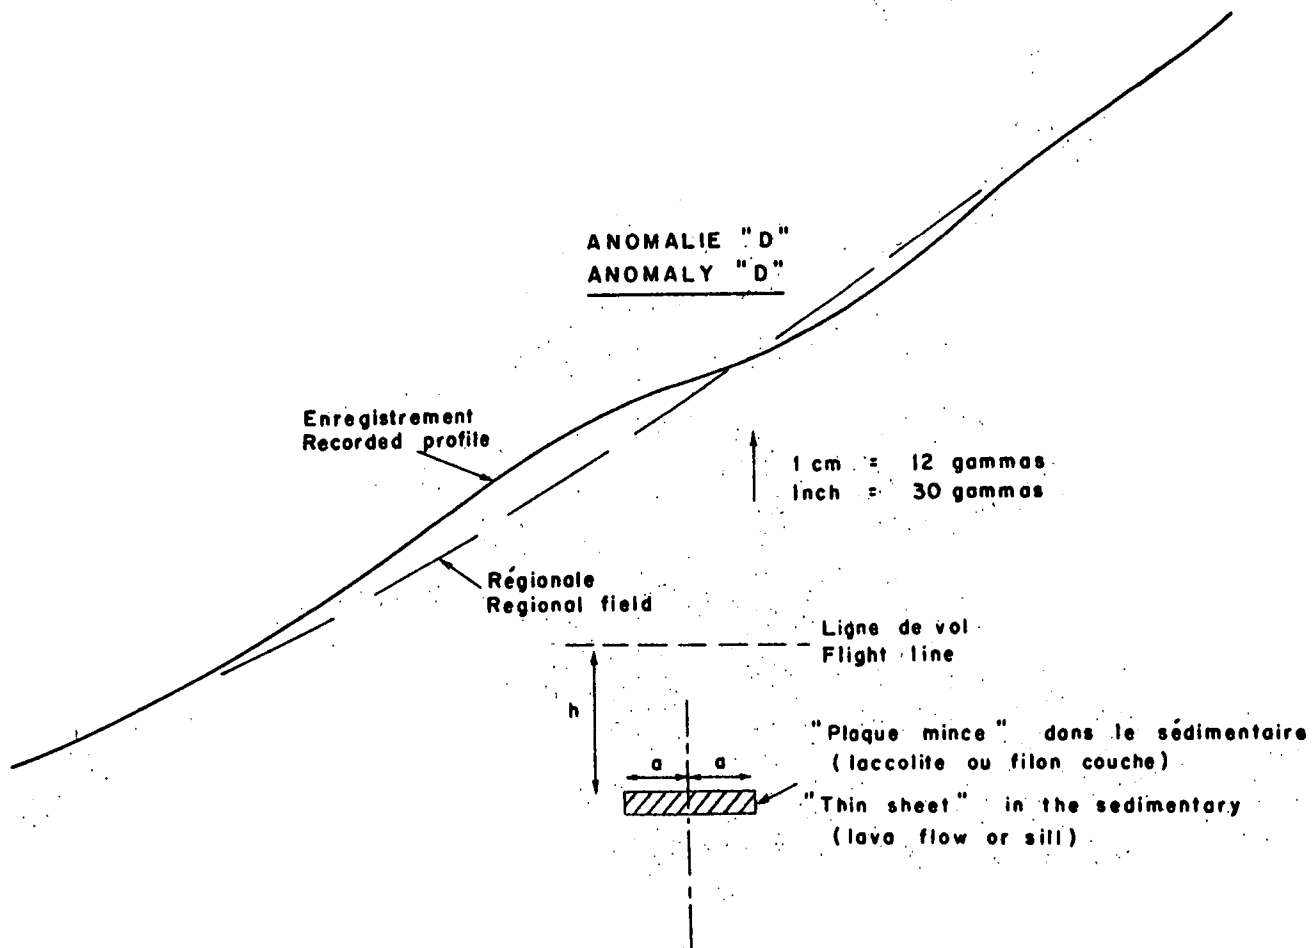 ANOMALIE "D"
ANOMALY "D"
Enregistrement
Recorded profile
1 cm = 12 gammas
Inch = 30 gammas
Régionale
Regional field
Ligne de vol
Flight line
h
a a
"Plaque mince" dans le sédimentaire
(laccolite ou filon couche)
"Thin sheet" in the sedimentary
(lava flow or sill)